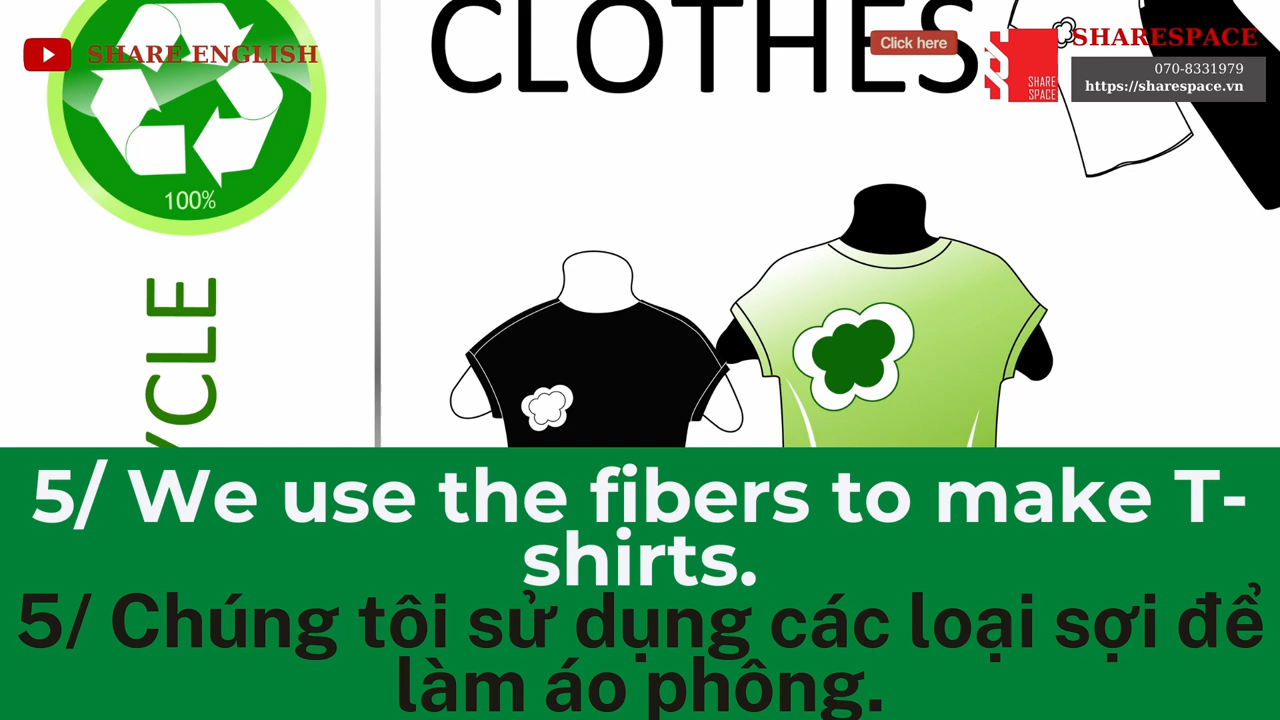 CLOTHES
SHARE ENGLISH
Click here
SHARESPACE
SHARE
SPACE
070-8331979
https://sharespace.vn
100%
YCLE
5/ We use the fibers to make T-
shirts.
5/ Chúng tôi sử dụng các loại sợi để
làm áo phông.